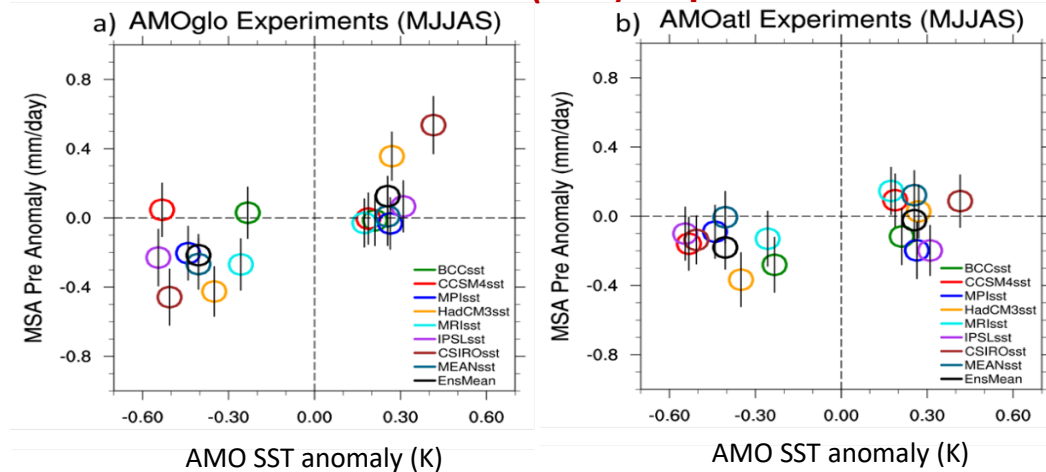 a) AMOglo Experiments (MJJAS)
MSA Pre Anomaly (mm/day)
0.8
0.4
0.0
-0.4
-0.8
-0.60 -0.30 0.00 0.30 0.60
BCCsst
CCSM4sst
MPIsst
HadCM3sst
MRIsst
IPSLsst
CSIROsst
MEANsst
EnsMean
AMO SST anomaly (K)
b) AMOatl Experiments (MJJAS)
MSA Pre Anomaly (mm/day)
0.8
0.4
0.0
-0.4
-0.8
-0.60 -0.30 0.00 0.30 0.60
BCCsst
CCSM4sst
MPIsst
HadCM3sst
MRIsst
IPSLsst
CSIROsst
MEANsst
EnsMean
AMO SST anomaly (K)